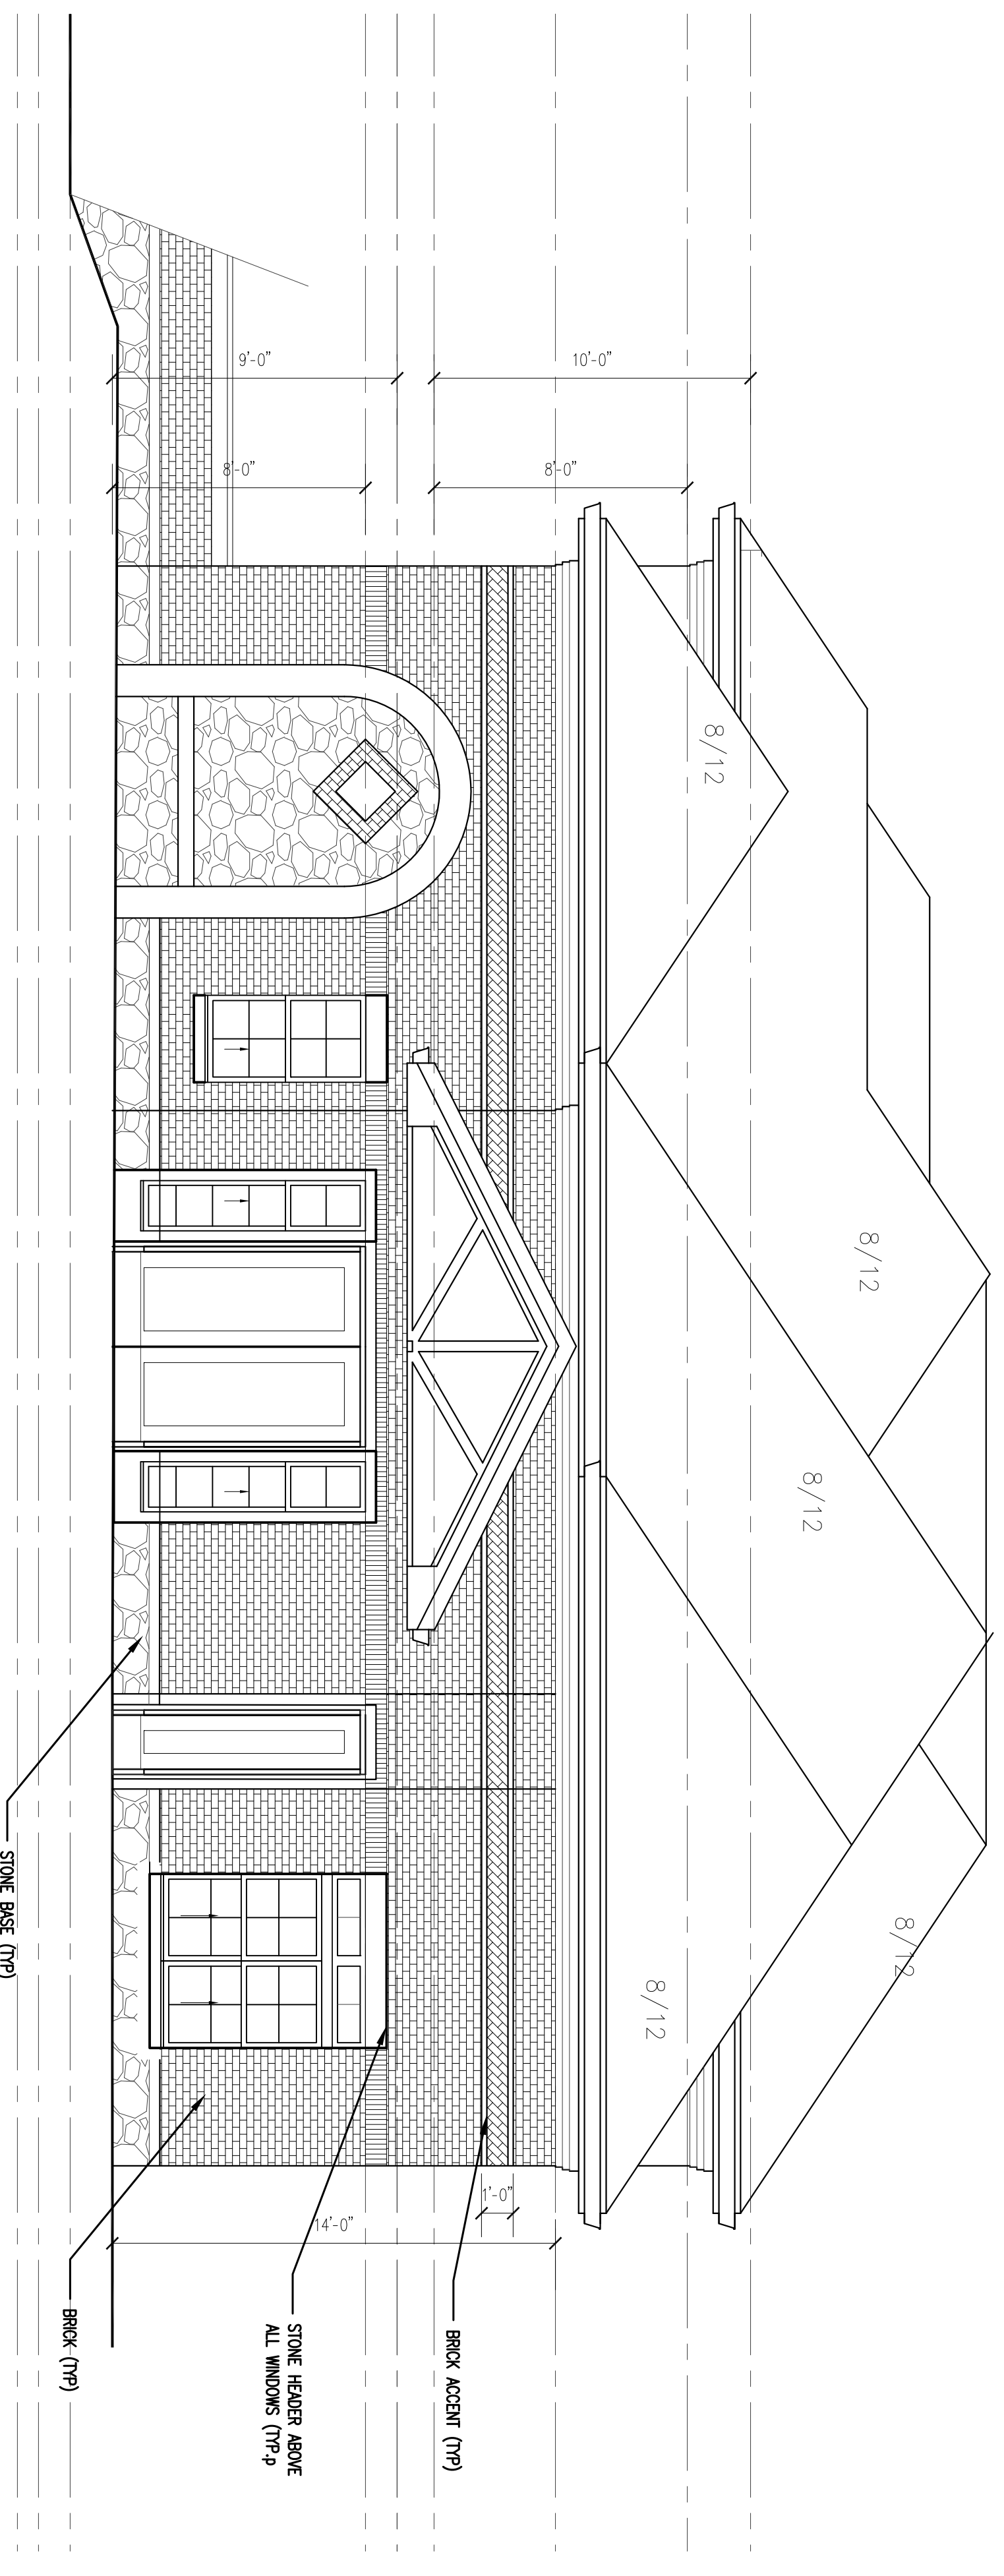 8/12
8/12
8/12
8/12
8/12
10'-0"
8'-0"
9'-0"
8'-0"
1'-0"
14'-0"
BRICK ACCENT (TYP)
STONE HEADER ABOVE
ALL WINDOWS (TYP.p
BRICK (TYP)
STONE BASE (TYP)